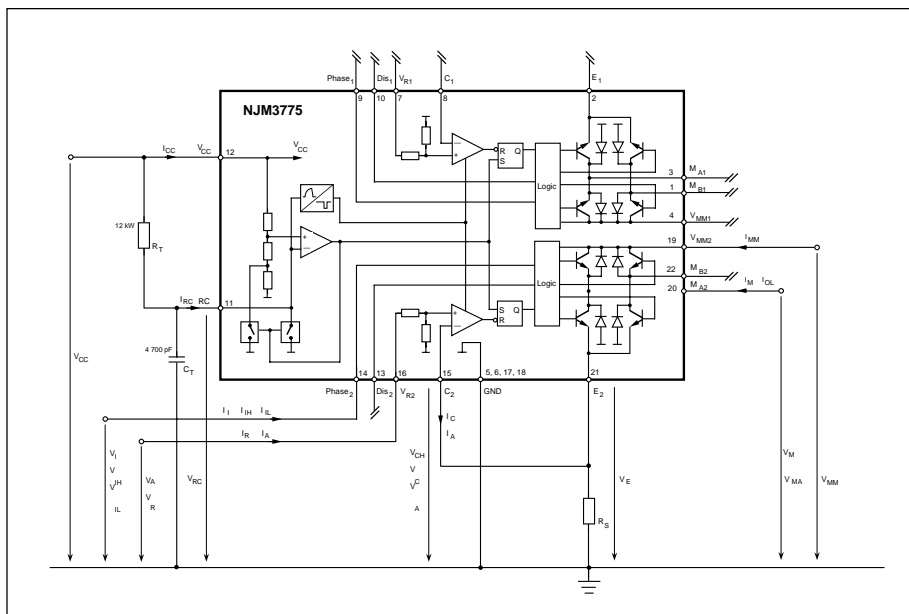 Phase1 Dis1 VR1 C1 E1
9 10 7 8 2
NJM3775
ICC VCC 12 VCC
R Q
S
Logic
3 MA1
1 MB1
4 VMM1
12 kW
RT
+
–
19 VMM2 IMM
22 MB2
20 MA2 IM IOL
Logic
S Q
R
IRC RC 11
4 700 pF
CT
14 13 16 15 5, 6, 17, 18 21
Phase2 Dis2 VR2 C2 GND E2
II IIH IIL
IR IA
IC
IA
VCC
VI
V
VIH
IL
VA
V
R
VRC
VCH
V
VC
A
VE
RS
VM
VMA
VMM